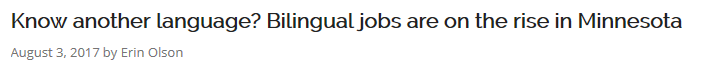 Know another language? Bilingual jobs are on the rise in Minnesota
August 3, 2017 by Erin Olson